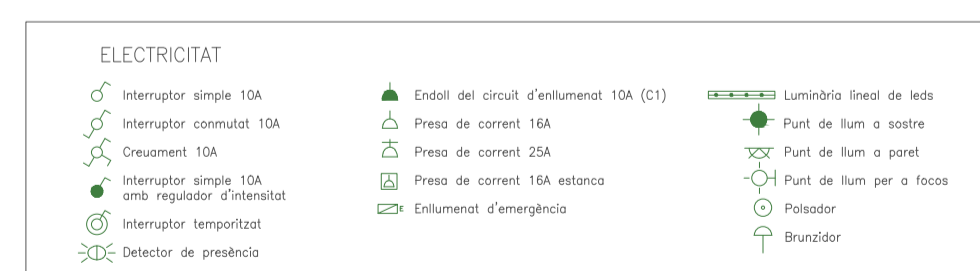 ELECTRICITAT
Interruptor simple 10A
Interruptor conmutat 10A
Creuament 10A
Interruptor simple 10A
amb regulador d'intensitat
Interruptor temporitzat
Detector de presència
Endoll del circuit d'enllumenat 10A (C1)
Presa de corrent 16A
Presa de corrent 25A
Presa de corrent 16A estanca
E Enllumenat d'emergència
Luminària lineal de leds
Punt de llum a sostre
Punt de llum a paret
Punt de llum per a focos
Polsador
Brunzidor